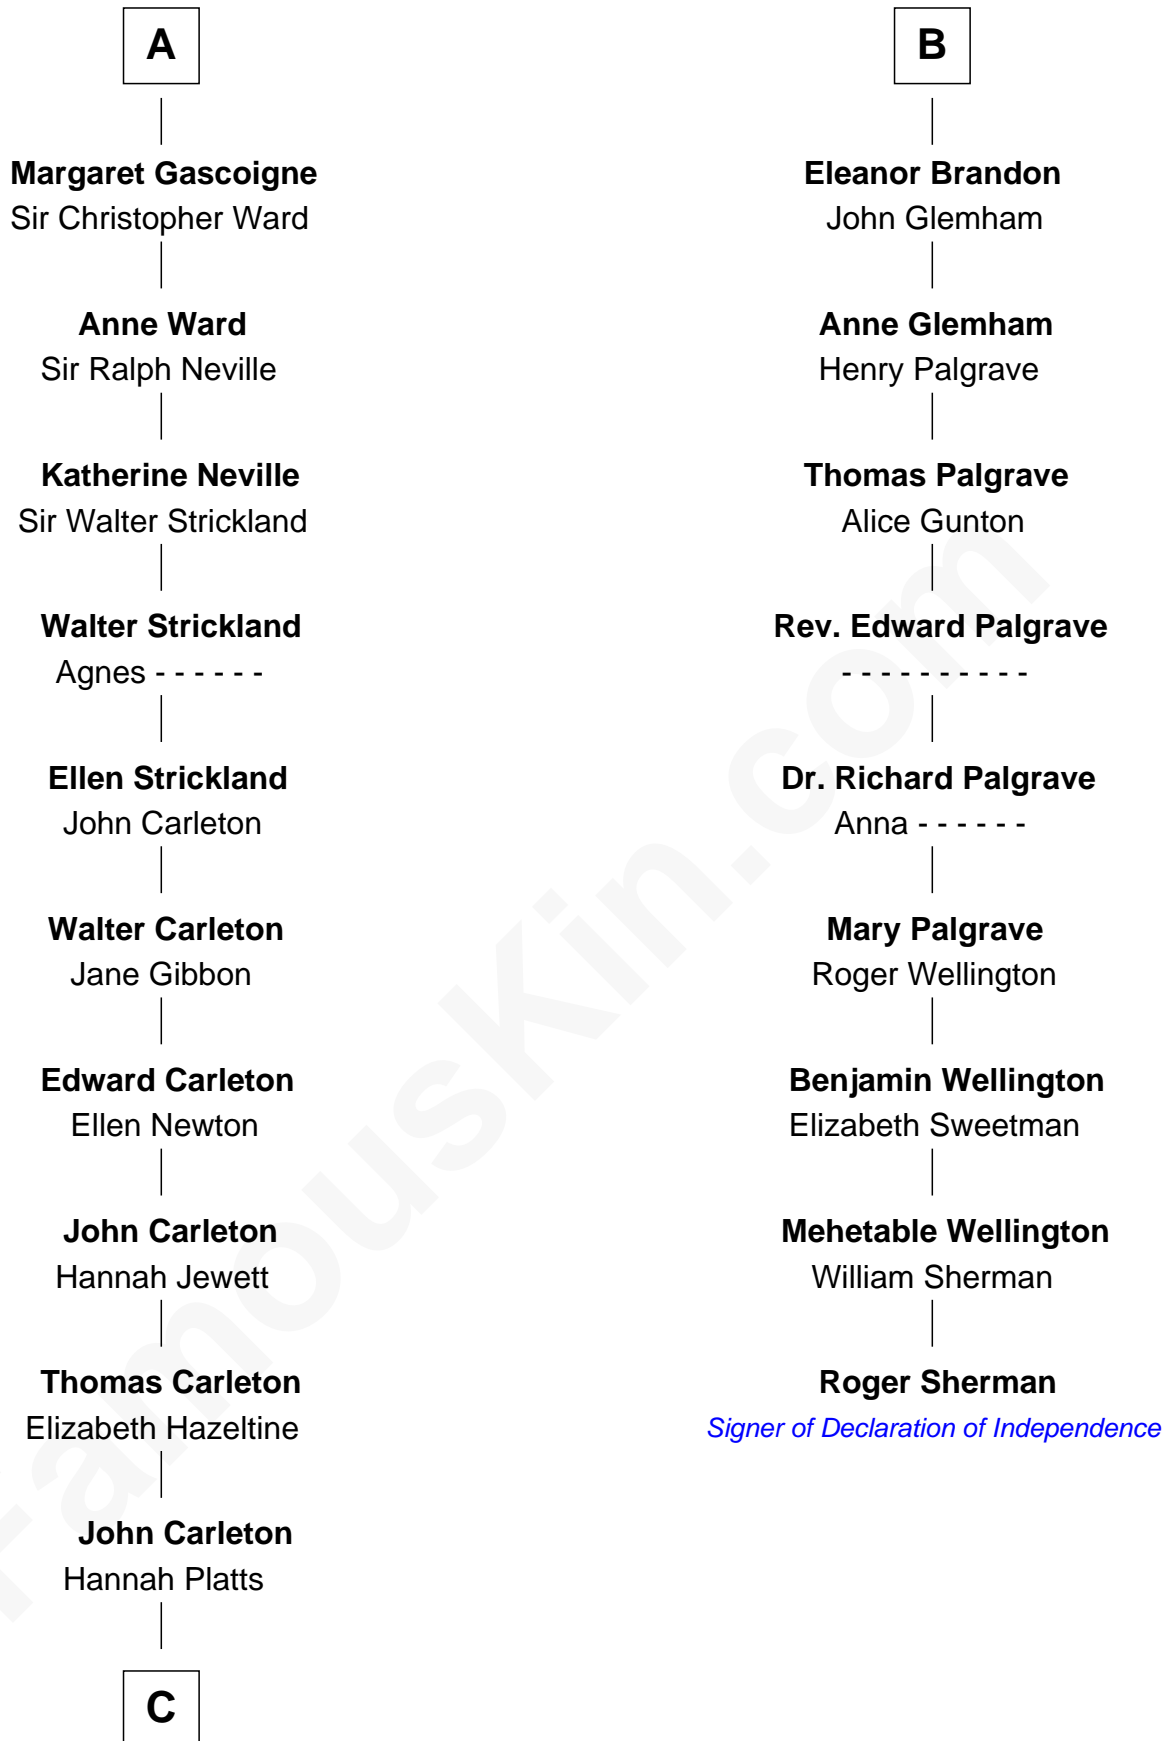 A
Margaret Gascoigne
Sir Christopher Ward
Anne Ward
Sir Ralph Neville
Katherine Neville
Sir Walter Strickland
Walter Strickland
Agnes - - - - - -
Ellen Strickland
John Carleton
Walter Carleton
Jane Gibbon
Edward Carleton
Ellen Newton
John Carleton
Hannah Jewett
Thomas Carleton
Elizabeth Hazeltine
John Carleton
Hannah Platts
C
B
Eleanor Brandon
John Glemham
Anne Glemham
Henry Palgrave
Thomas Palgrave
Alice Gunton
Rev. Edward Palgrave
- - - - - - - - - -
Dr. Richard Palgrave
Anna - - - - - -
Mary Palgrave
Roger Wellington
Benjamin Wellington
Elizabeth Sweetman
Mehetable Wellington
William Sherman
Roger Sherman
Signer of Declaration of Independence
FamousKin.com